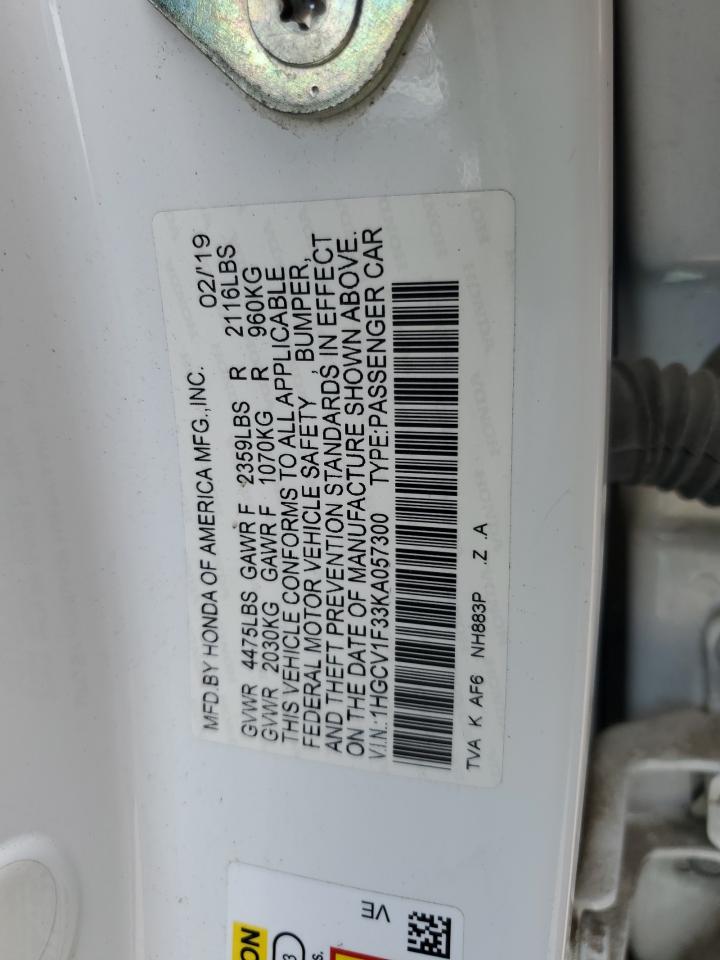 MFD.BY HONDA OF AMERICA MFG.,INC. 02/'19
GVWR 4475LBS GAWR F 2359LBS R 2116LBS
GVWR 2030KG GAWR F 1070KG R 960KG
THIS VEHICLE CONFORMS TO ALL APPLICABLE
FEDERAL MOTOR VEHICLE SAFETY , BUMPER,
AND THEFT PREVENTION STANDARDS IN EFFECT
ON THE DATE OF MANUFACTURE SHOWN ABOVE.
V.I.N.:1HGCV1F33KA057300 TYPE:PASSENGER CAR
TVA K AF6 NH883P .Z .A
VE